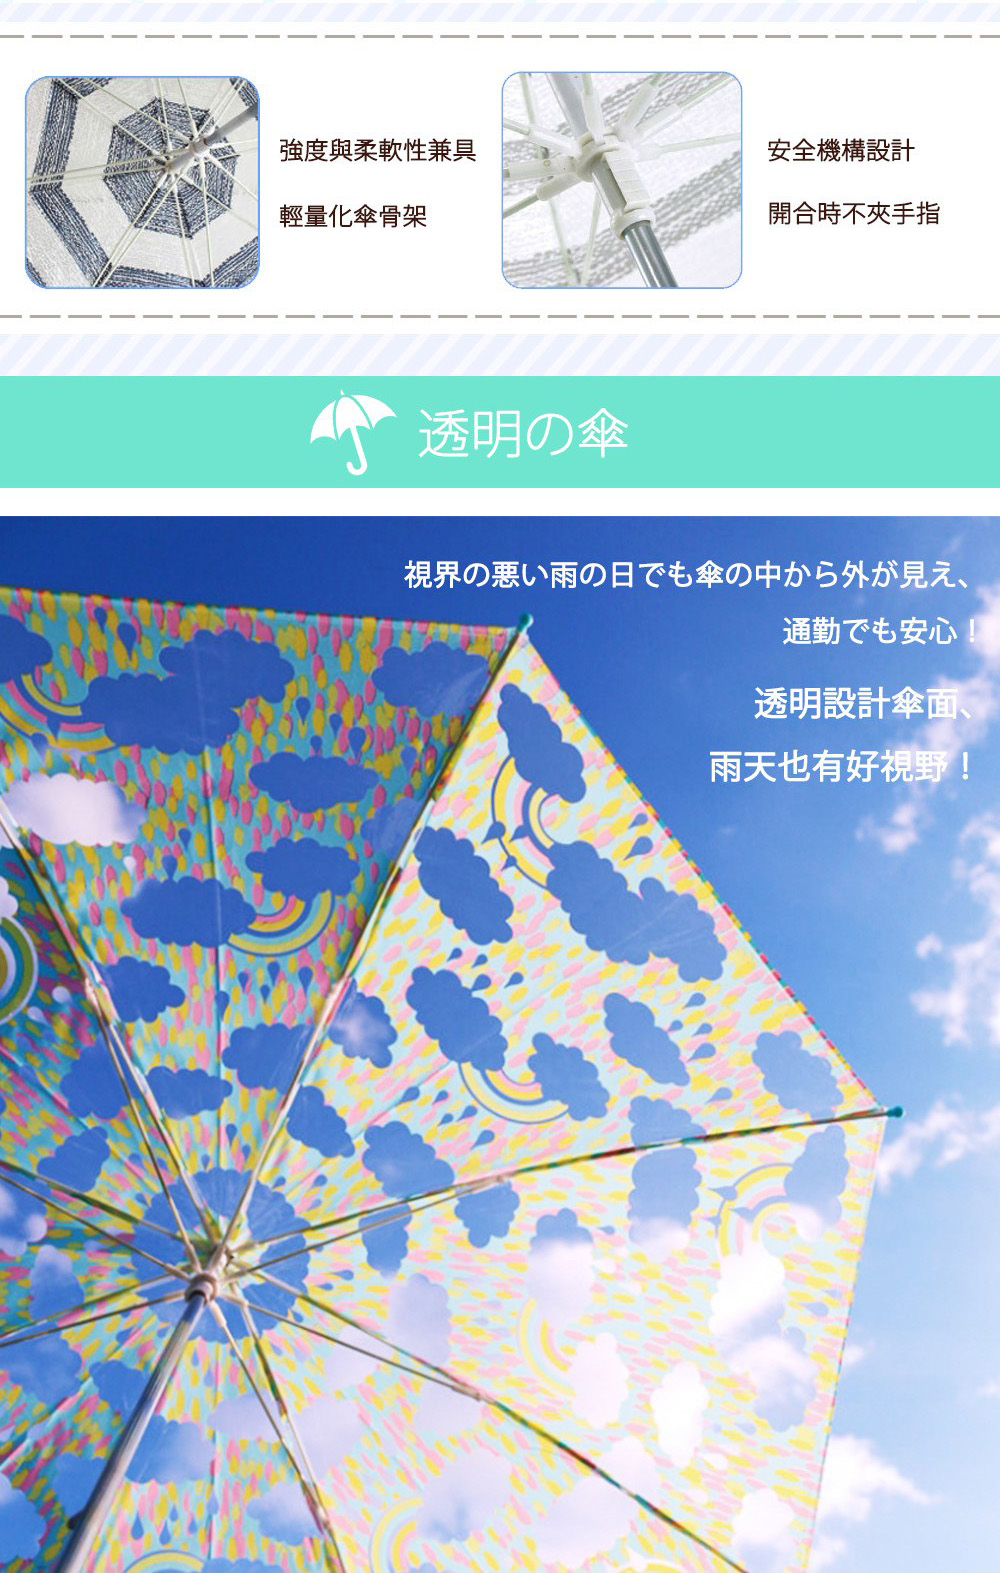 強度與柔軟性兼具
輕量化傘骨架
安全機構設計
開合時不夾手指
透明の傘
視界の悪い雨の日でも傘の中から外が見え、
通勤でも安心！
透明設計傘面、
雨天也有好視野！